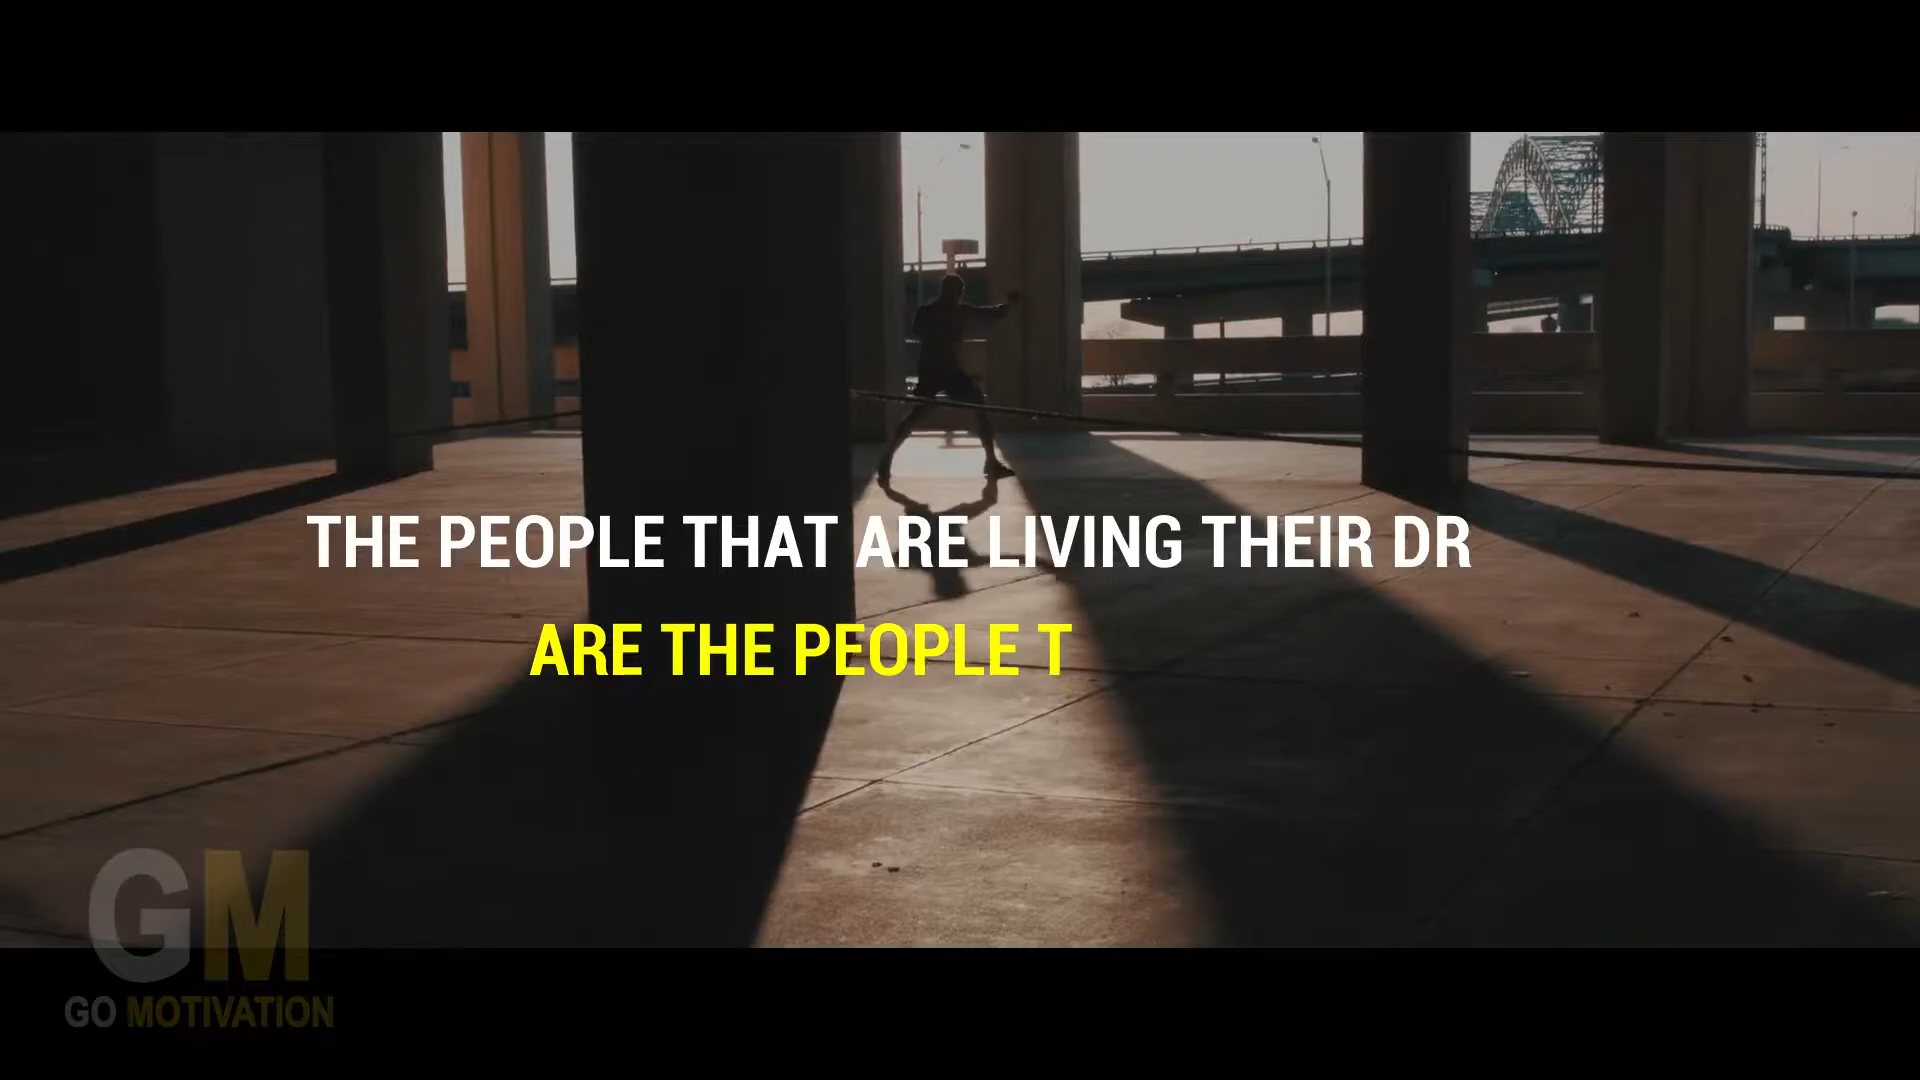 THE PEOPLE THAT ARE LIVING THEIR DR
ARE THE PEOPLE T
GM
GO MOTIVATION